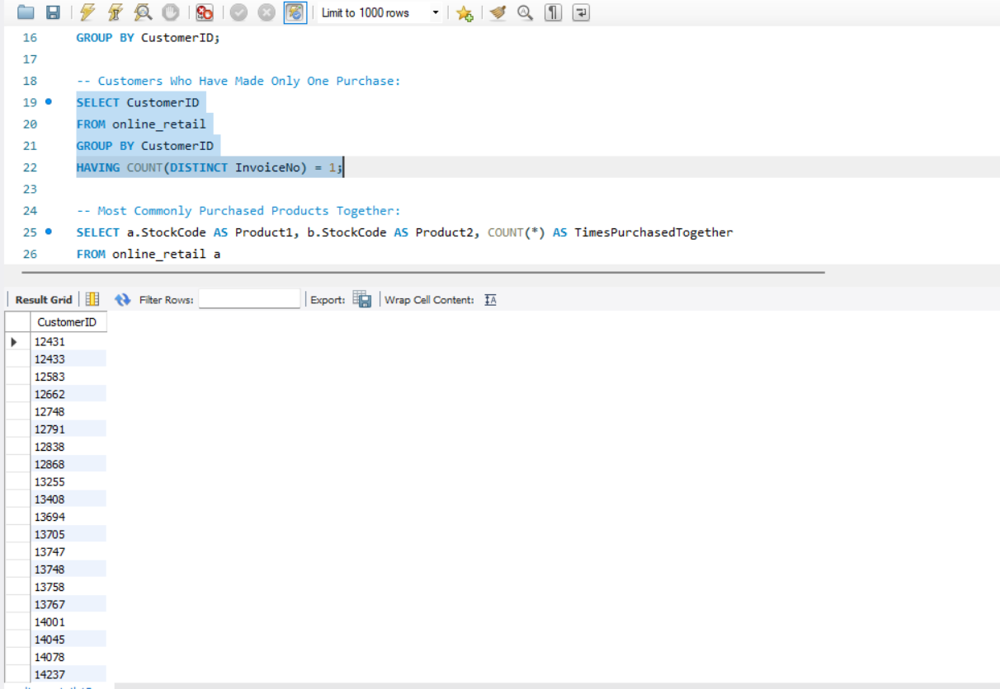 Limit to 1000 rows
16 GROUP BY CustomerID;
17
18 -- Customers Who Have Made Only One Purchase:
19 SELECT CustomerID
20 FROM online_retail
21 GROUP BY CustomerID
22 HAVING COUNT(DISTINCT InvoiceNo) = 1;
23
24 -- Most Commonly Purchased Products Together:
25 SELECT a.StockCode AS Product1, b.StockCode AS Product2, COUNT(*) AS TimesPurchasedTogether
26 FROM online_retail a
Result Grid Filter Rows: Export: Wrap Cell Content:
CustomerID
12431
12433
12583
12662
12748
12791
12838
12868
13255
13408
13694
13705
13747
13748
13758
13767
14001
14045
14078
14237